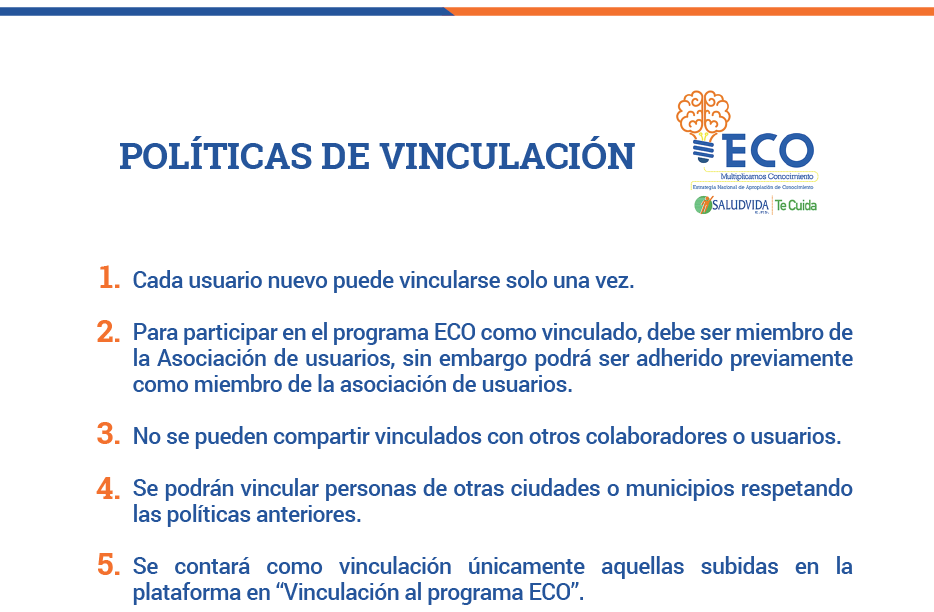 POLÍTICAS DE VINCULACIÓN
ECO
Multiplicamos Conocimiento
Estrategia Nacional de Apropiación de Conocimiento
SALUDVIDA Te Cuida
E.P.S.
1. Cada usuario nuevo puede vincularse solo una vez.
2. Para participar en el programa ECO como vinculado, debe ser miembro de
la Asociación de usuarios, sin embargo podrá ser adherido previamente
como miembro de la asociación de usuarios.
3. No se pueden compartir vinculados con otros colaboradores o usuarios.
4. Se podrán vincular personas de otras ciudades o municipios respetando
las políticas anteriores.
5. Se contará como vinculación únicamente aquellas subidas en la
plataforma en “Vinculación al programa ECO”.